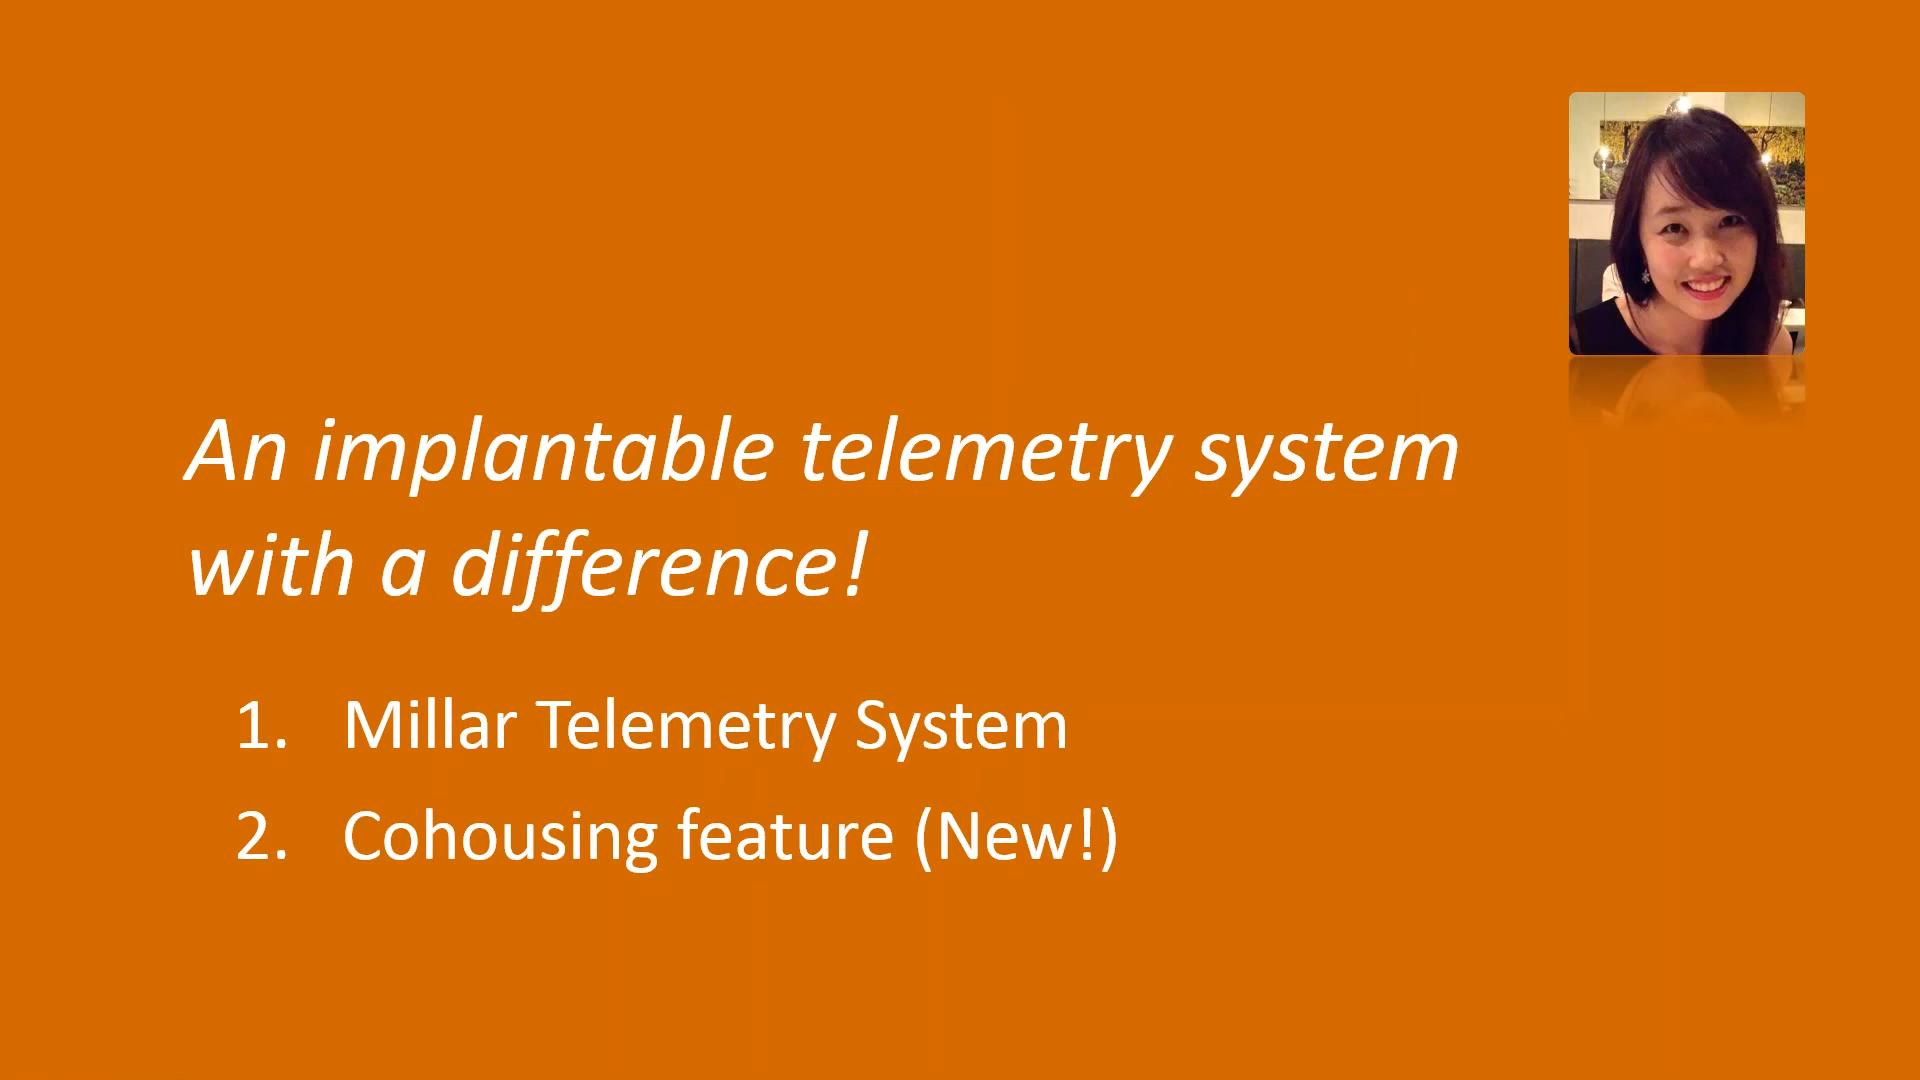 An implantable telemetry system
with a difference!
1. Millar Telemetry System
2. Cohousing feature (New!)